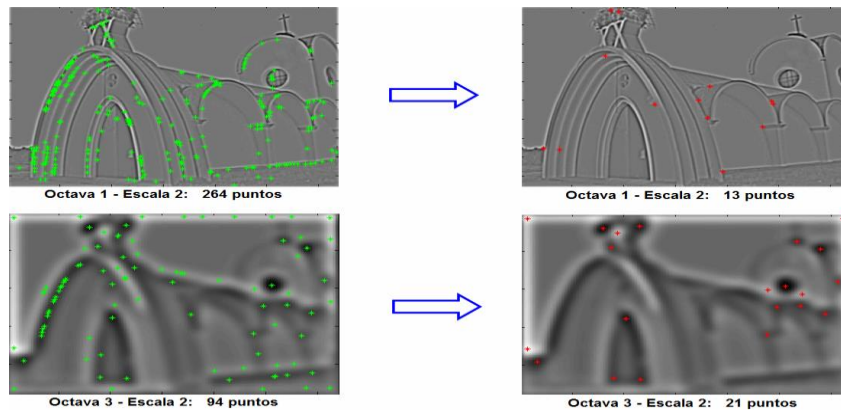 Octava 1 - Escala 2: 264 puntos
Octava 1 - Escala 2: 13 puntos
Octava 3 - Escala 2: 94 puntos
Octava 3 - Escala 2: 21 puntos